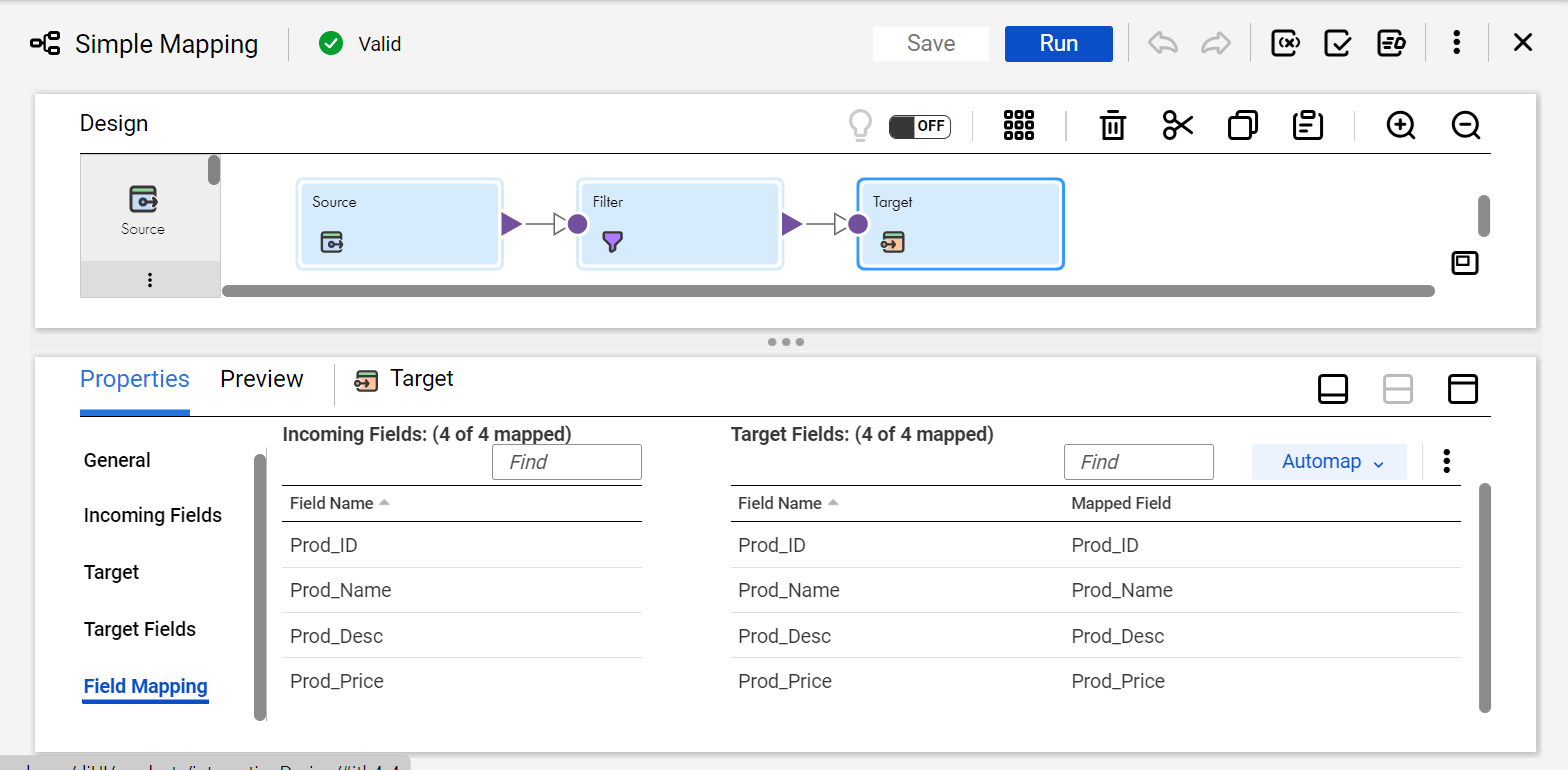 Simple Mapping Valid Save Run
Design OFF
Source
Source Filter Target
Properties Preview Target
General
Incoming Fields
Target
Target Fields
Field Mapping
Incoming Fields: (4 of 4 mapped)
Find
Field Name
Prod_ID
Prod_Name
Prod_Desc
Prod_Price
Target Fields: (4 of 4 mapped)
Find Automap
Field Name Mapped Field
Prod_ID Prod_ID
Prod_Name Prod_Name
Prod_Desc Prod_Desc
Prod_Price Prod_Price